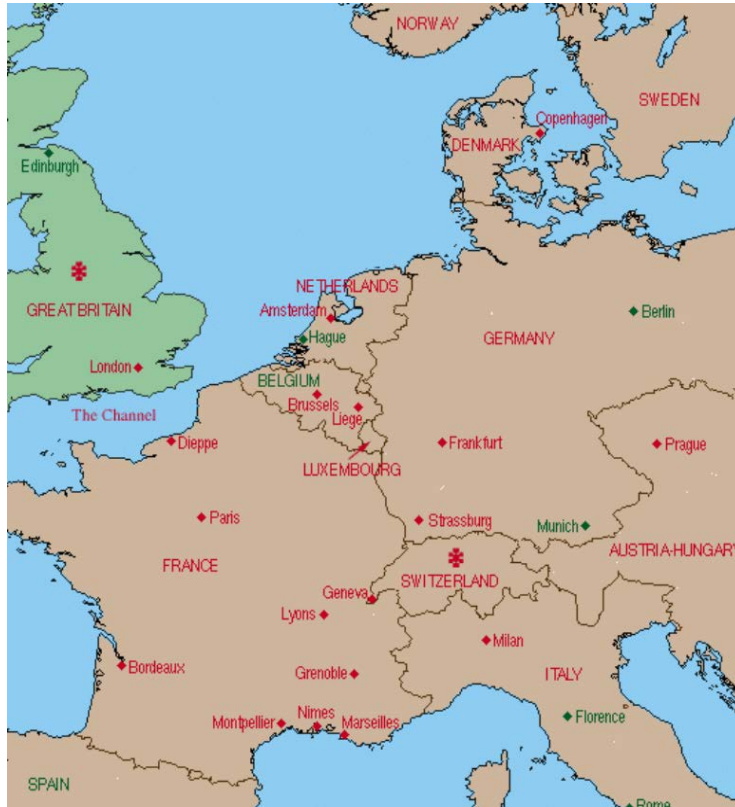 NORWAY
SWEDEN
Copenhagen
DENMARK
Edinburgh
NETHERLANDS
GREAT BRITAIN
Amsterdam
Berlin
Hague
GERMANY
London
BELGIUM
Brussels
Liege
The Channel
Dieppe
Frankfurt
Prague
LUXEMBOURG
Paris
Strassburg
Munich
AUSTRIA-HUNGARY
FRANCE
SWITZERLAND
Geneva
Lyons
Milan
Bordeaux
Grenoble
ITALY
Nimes
Montpellier
Marseilles
Florence
SPAIN
Rome